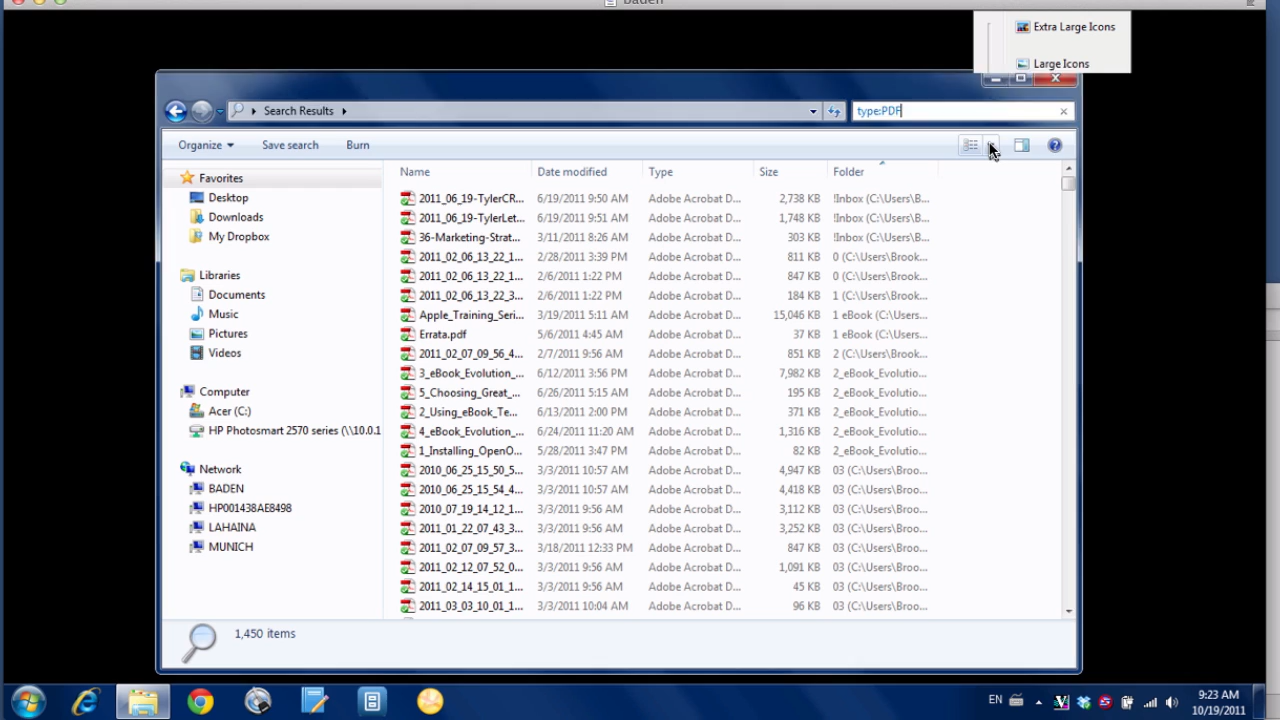 baden
Extra Large Icons
Large Icons
Search Results
type:PDF
Organize Save search Burn
Name Date modified Type Size Folder
2011_06_19-TylerCR... 6/19/2011 9:50 AM Adobe Acrobat D... 2,738 KB !Inbox (C:\Users\B...
2011_06_19-TylerLet... 6/19/2011 9:51 AM Adobe Acrobat D... 1,748 KB !Inbox (C:\Users\B...
36-Marketing-Strat... 3/11/2011 8:26 AM Adobe Acrobat D... 303 KB !Inbox (C:\Users\B...
2011_02_06_13_22_1... 2/28/2011 3:39 PM Adobe Acrobat D... 811 KB 0 (C:\Users\Brook...
2011_02_06_13_22_1... 2/6/2011 1:22 PM Adobe Acrobat D... 847 KB 0 (C:\Users\Brook...
2011_02_06_13_22_3... 2/6/2011 1:22 PM Adobe Acrobat D... 184 KB 1 (C:\Users\Brook...
Apple_Training_Seri... 3/19/2011 5:11 AM Adobe Acrobat D... 15,046 KB 1 eBook (C:\Users...
Errata.pdf 5/6/2011 4:45 AM Adobe Acrobat D... 37 KB 1 eBook (C:\Users...
2011_02_07_09_56_4... 2/7/2011 9:56 AM Adobe Acrobat D... 851 KB 2 (C:\Users\Brook...
3_eBook_Evolution_... 6/12/2011 3:56 PM Adobe Acrobat D... 7,982 KB 2_eBook_Evolutio...
5_Choosing_Great_... 6/26/2011 5:15 AM Adobe Acrobat D... 195 KB 2_eBook_Evolutio...
2_Using_eBook_Te... 6/13/2011 2:00 PM Adobe Acrobat D... 371 KB 2_eBook_Evolutio...
4_eBook_Evolution_... 6/24/2011 11:20 AM Adobe Acrobat D... 1,316 KB 2_eBook_Evolutio...
1_Installing_OpenO... 5/28/2011 3:47 PM Adobe Acrobat D... 82 KB 2_eBook_Evolutio...
2010_06_25_15_50_5... 3/3/2011 10:57 AM Adobe Acrobat D... 4,947 KB 03 (C:\Users\Broo...
2010_06_25_15_54_4... 3/3/2011 10:57 AM Adobe Acrobat D... 4,418 KB 03 (C:\Users\Broo...
2010_07_19_14_12_1... 3/3/2011 9:56 AM Adobe Acrobat D... 3,112 KB 03 (C:\Users\Broo...
2011_01_22_07_43_3... 3/3/2011 9:56 AM Adobe Acrobat D... 3,252 KB 03 (C:\Users\Broo...
2011_02_07_09_57_3... 3/18/2011 12:33 PM Adobe Acrobat D... 847 KB 03 (C:\Users\Broo...
2011_02_12_07_52_0... 3/3/2011 9:56 AM Adobe Acrobat D... 1,091 KB 03 (C:\Users\Broo...
2011_02_14_15_01_1... 3/3/2011 9:56 AM Adobe Acrobat D... 45 KB 03 (C:\Users\Broo...
2011_03_03_10_01_1... 3/3/2011 10:04 AM Adobe Acrobat D... 96 KB 03 (C:\Users\Broo...
Favorites
Desktop
Downloads
My Dropbox
Libraries
Documents
Music
Pictures
Videos
Computer
Acer (C:)
HP Photosmart 2570 series (\\10.0.1
Network
BADEN
HP001438AE8498
LAHAINA
MUNICH
1,450 items
EN
9:23 AM
10/19/2011